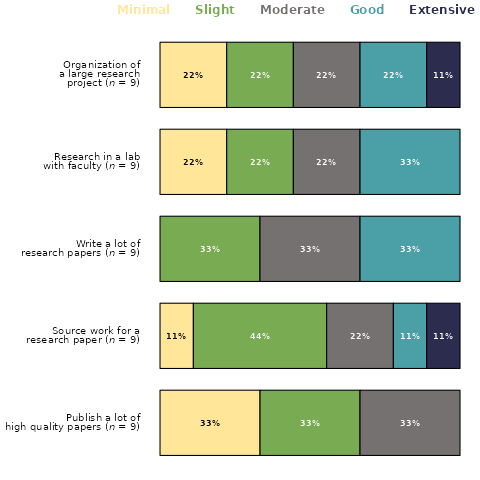 Minimal Slight Moderate Good Extensive
Organization of
a large research
project (n = 9)
22% 22% 22% 22% 11%
Research in a lab
with faculty (n = 9)
22% 22% 22% 33%
Write a lot of
research papers (n = 9)
33% 33% 33%
Source work for a
research paper (n = 9)
11% 44% 22% 11% 11%
Publish a lot of
high quality papers (n = 9)
33% 33% 33%